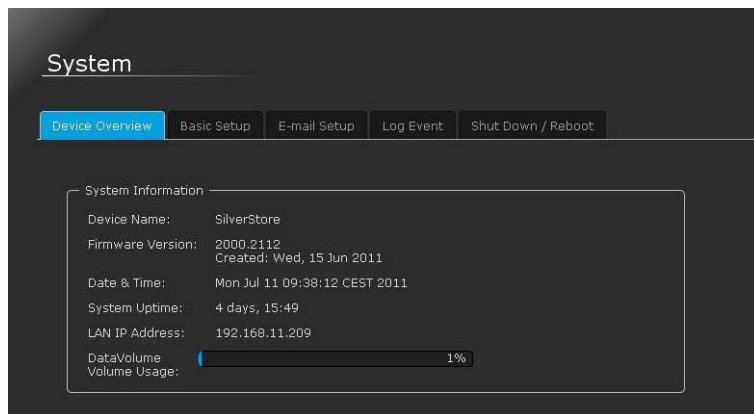 System
Device Overview Basic Setup E-mail Setup Log Event Shut Down / Reboot
System Information
Device Name: SilverStore
Firmware Version: 2000.2112
Created: Wed, 15 Jun 2011
Date & Time: Mon Jul 11 09:38:12 CEST 2011
System Uptime: 4 days, 15:49
LAN IP Address: 192.168.11.209
DataVolume
Volume Usage: 1%